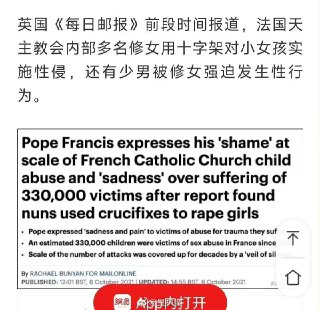 英国《每日邮报》前段时间报道，法国天
主教会内部多名修女用十字架对小女孩实
施性侵，还有少男被修女强迫发生性行
为。
Pope Francis expresses his 'shame' at
scale of French Catholic Church child
abuse and 'sadness' over suffering of
330,000 victims after report found
nuns used crucifixes to rape girls
• Pope expressed 'sadness and pain' to victims of abuse for trauma they suf
• An estimated 330,000 children were victims of sex abuse in France since
• Scale of the number of attacks was covered up for decades by a 'veil of sil
By RACHAEL BUNYAN FOR MAILONLINE
PUBLISHED: 12:01 BST, 6 October 2021 | UPDATED: 14:55 BST, 6 October 2021
App内打开